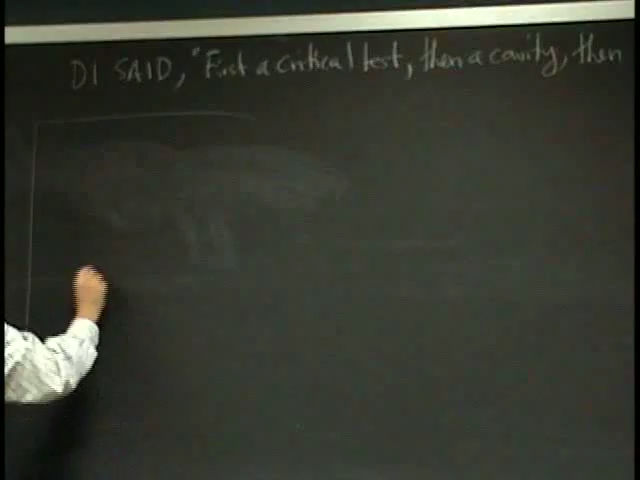 DI SAID, "First a critical test, then a cavity, then